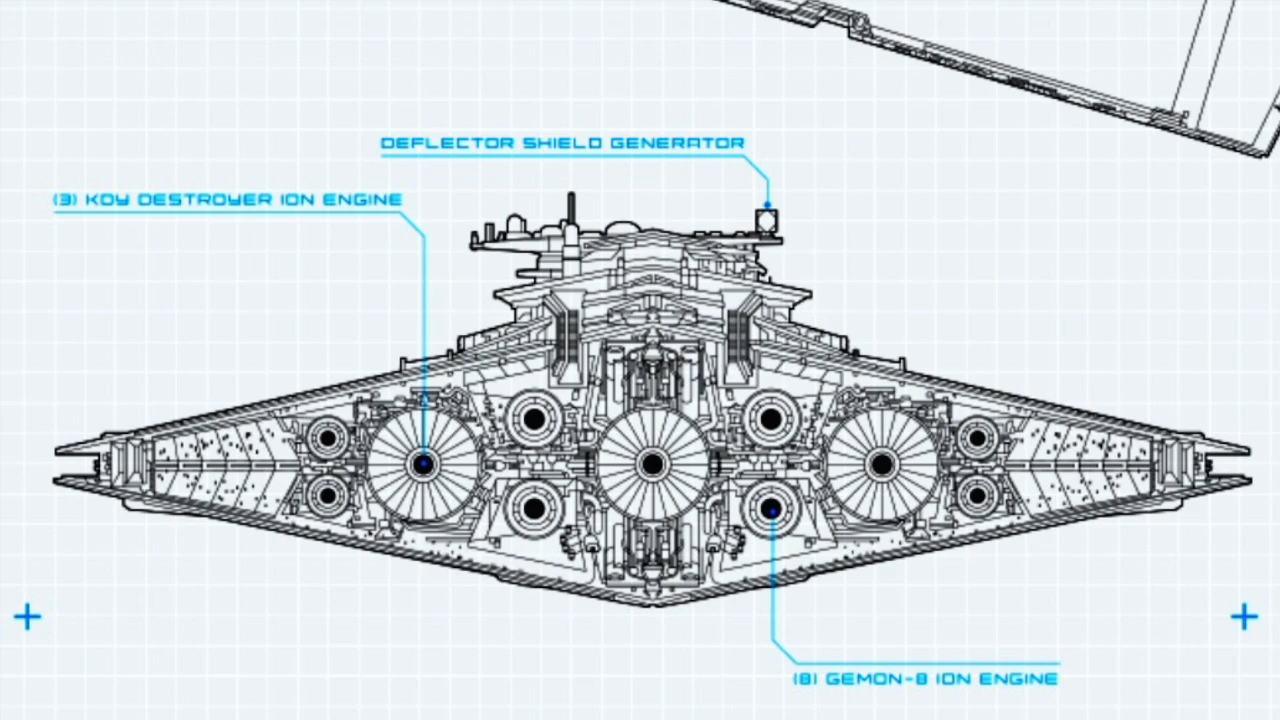 DEFLECTOR SHIELD GENERATOR
(3) KDY DESTROYER ION ENGINE
(8) GEMON-8 ION ENGINE